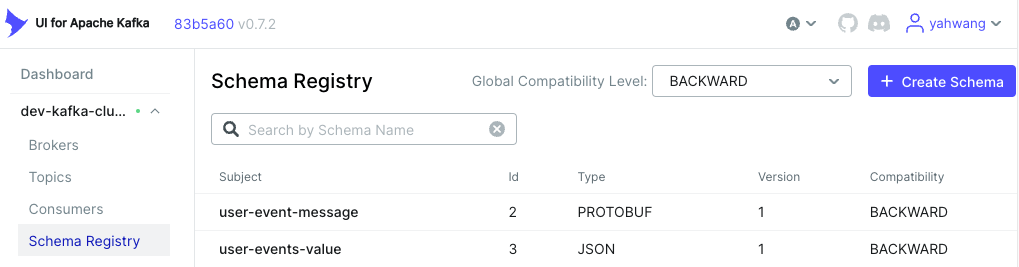 UI for Apache Kafka 83b5a60 v0.7.2 A yahwang
Dashboard
dev-kafka-clu...
Brokers
Topics
Consumers
Schema Registry
Schema Registry Global Compatibility Level: BACKWARD + Create Schema
Search by Schema Name
Subject Id Type Version Compatibility
user-event-message 2 PROTOBUF 1 BACKWARD
user-events-value 3 JSON 1 BACKWARD